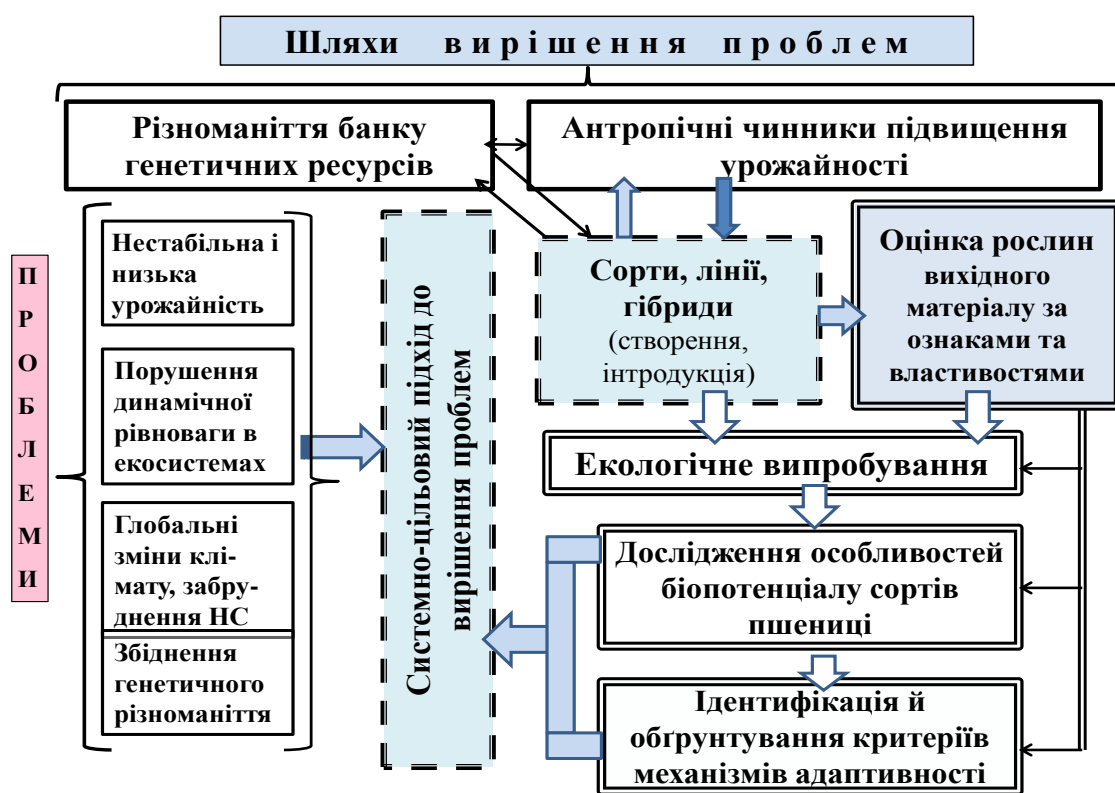 Шляхи вирішення проблем
Різноманіття банку
генетичних ресурсів
Антропічні чинники підвищення
урожайності
ПРОБЛЕМИ
Нестабільна і
низька
урожайність
Порушення
динамічної
рівноваги в
екосистемах
Глобальні
зміни клі-
мату, забру-
днення НС
Збіднення
генетичного
різноманіття
Системно-цільовий підхід до
вирішення проблем
Сорти, лінії,
гібриди
(створення,
інтродукція)
Оцінка рослин
вихідного
матеріалу за
ознаками та
властивостями
Екологічне випробування
Дослідження особливостей
біопотенціалу сортів
пшениці
Ідентифікація й
обґрунтування критеріїв
механізмів адаптивності